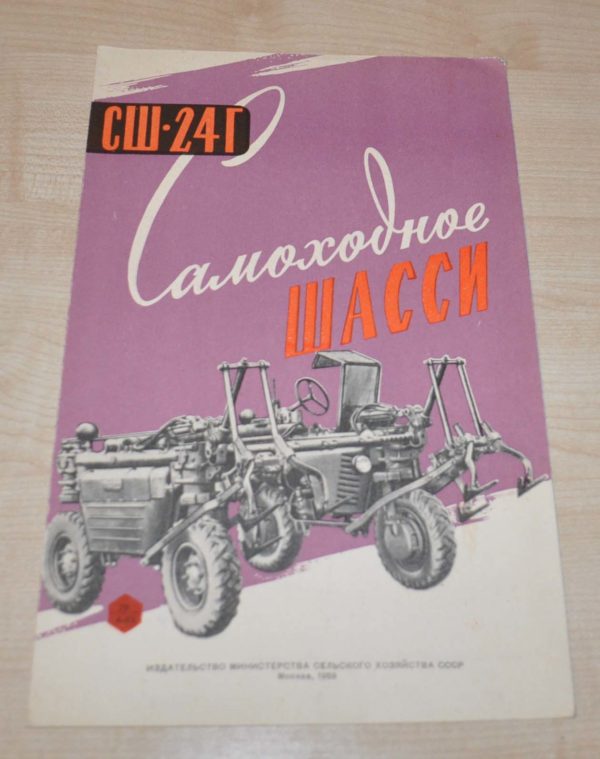 СШ·24Г
Самоходное
ШАССИ
ИЗДАТЕЛЬСТВО МИНИСТЕРСТВА СЕЛЬСКОГО ХОЗЯЙСТВА СССР
Москва, 1959